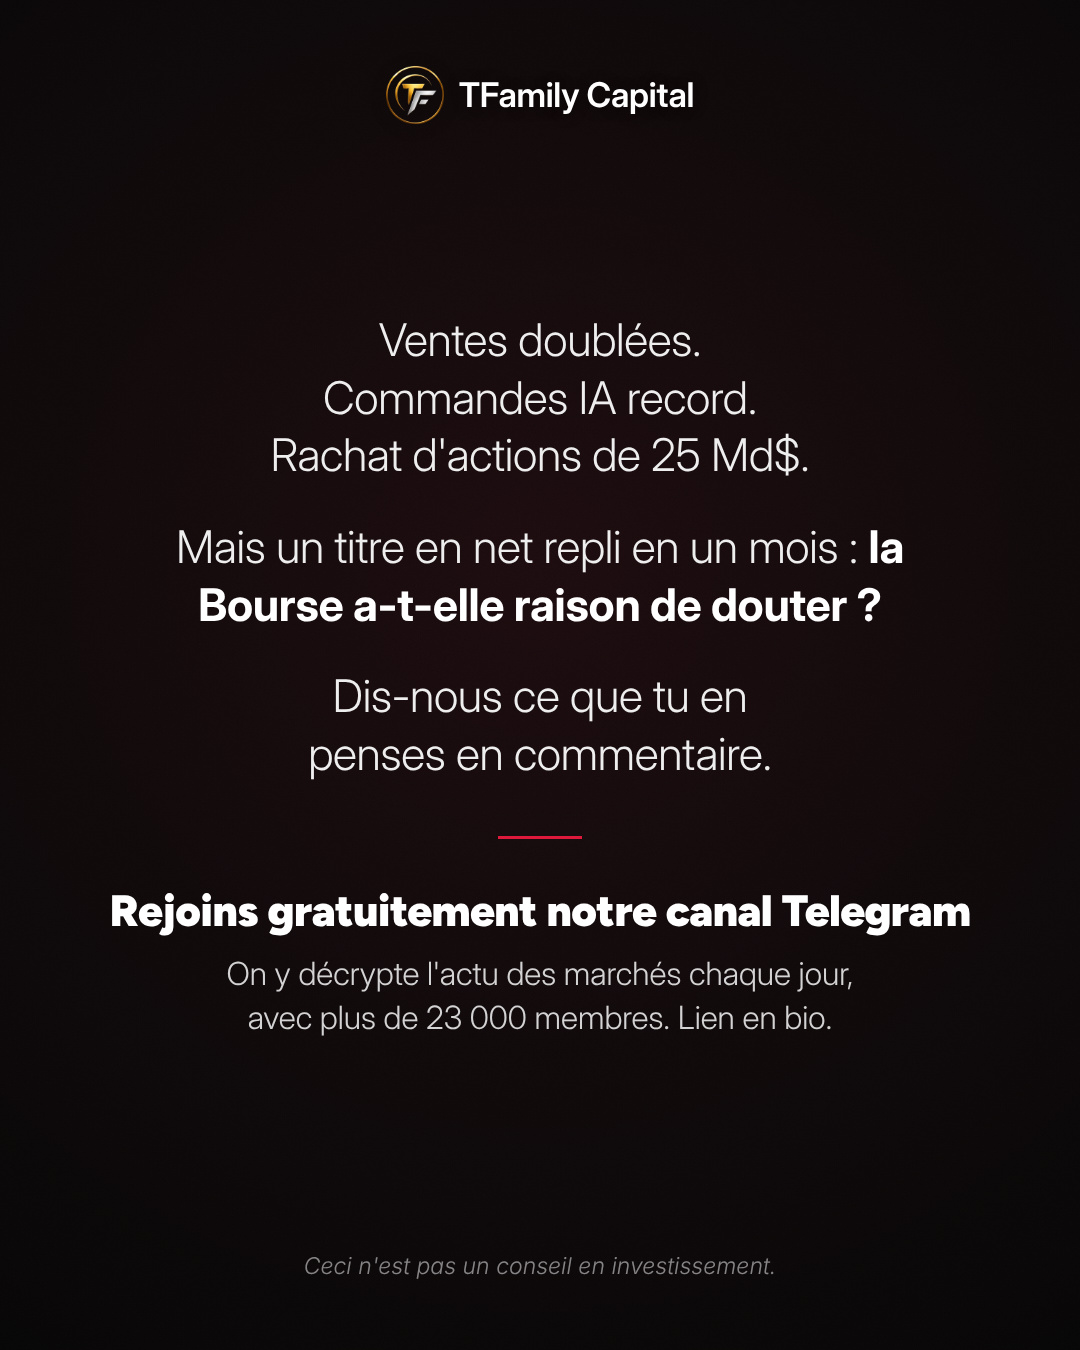 TF
TFamily Capital
Ventes doublées.
Commandes IA record.
Rachat d'actions de 25 Md$.
Mais un titre en net repli en un mois : la
Bourse a-t-elle raison de douter ?
Dis-nous ce que tu en
penses en commentaire.
Rejoins gratuitement notre canal Telegram
On y décrypte l'actu des marchés chaque jour,
avec plus de 23 000 membres. Lien en bio.
Ceci n'est pas un conseil en investissement.